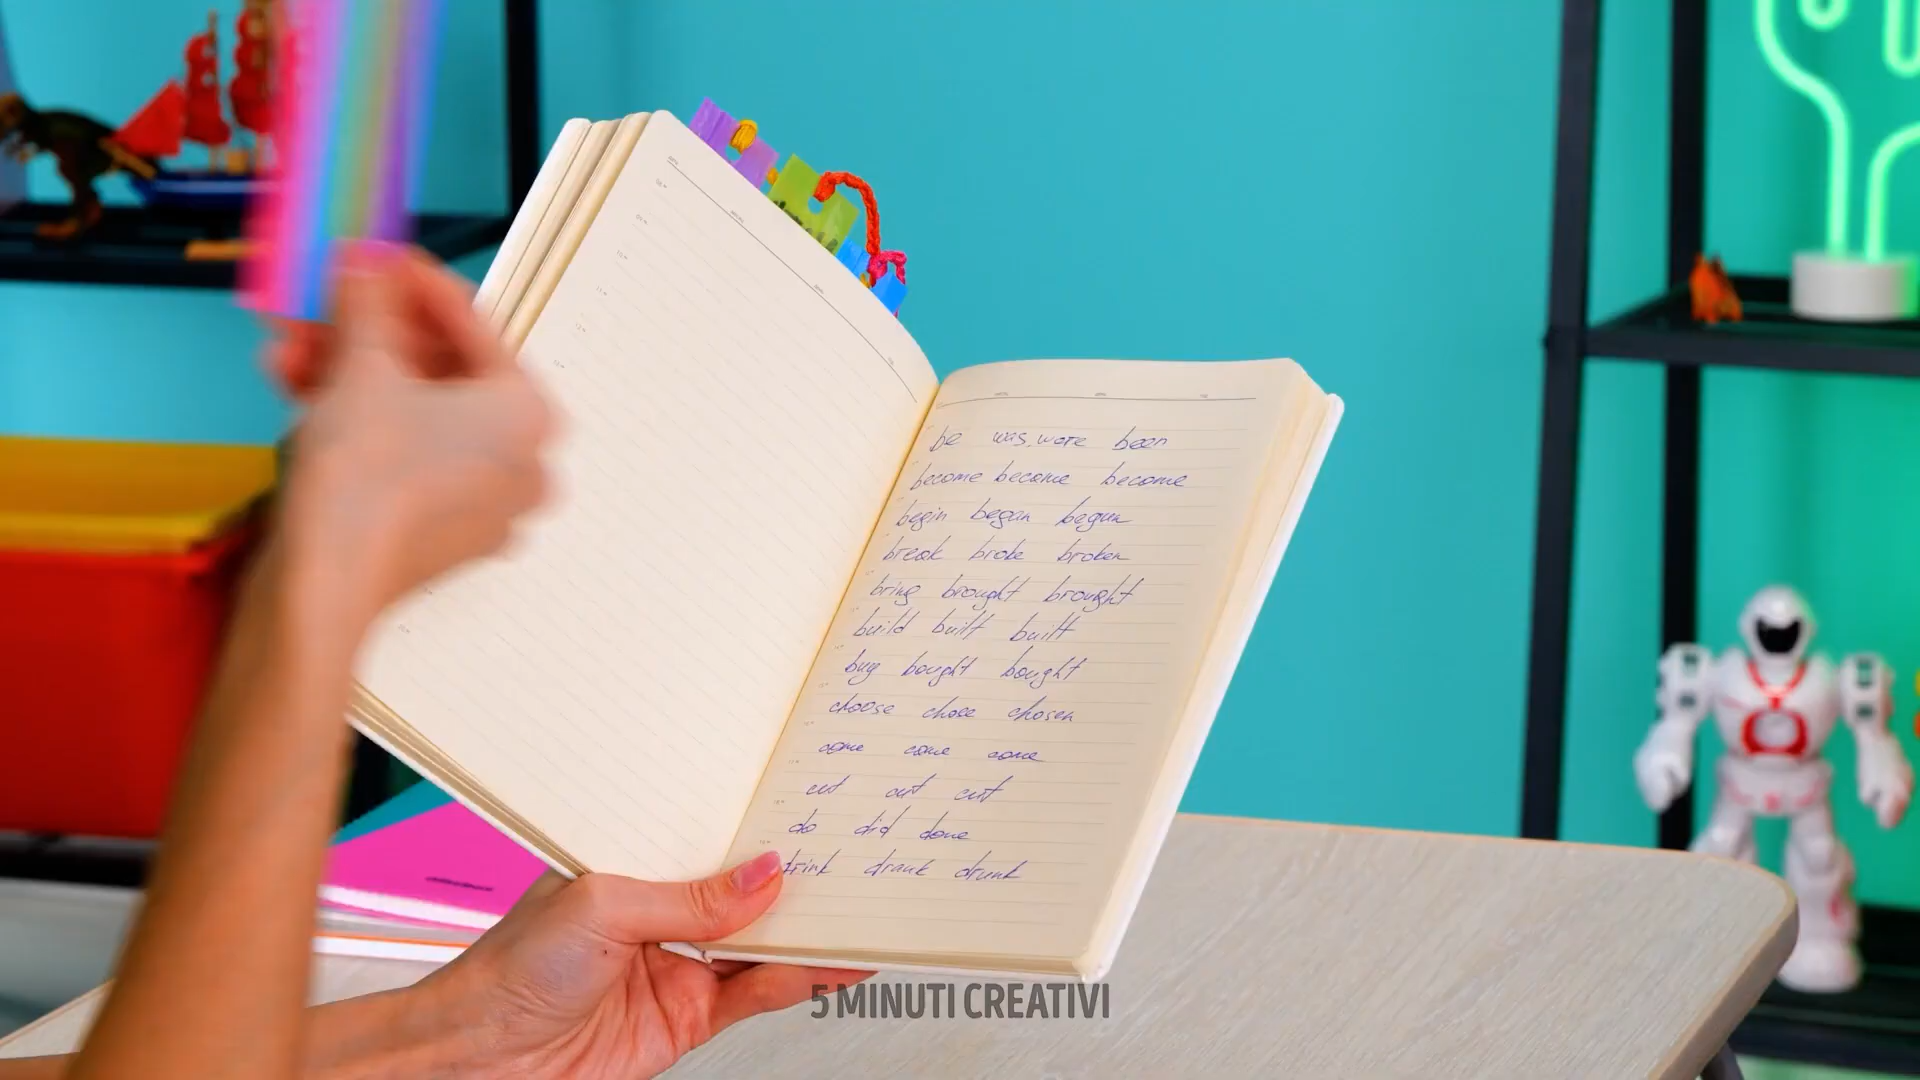 be was, were been
become became become
begin began begun
break broke broken
bring brought brought
build built built
buy bought bought
choose chose chosen
come came come
cut cut cut
do did done
drink drank drunk
5 MINUTI CREATIVI